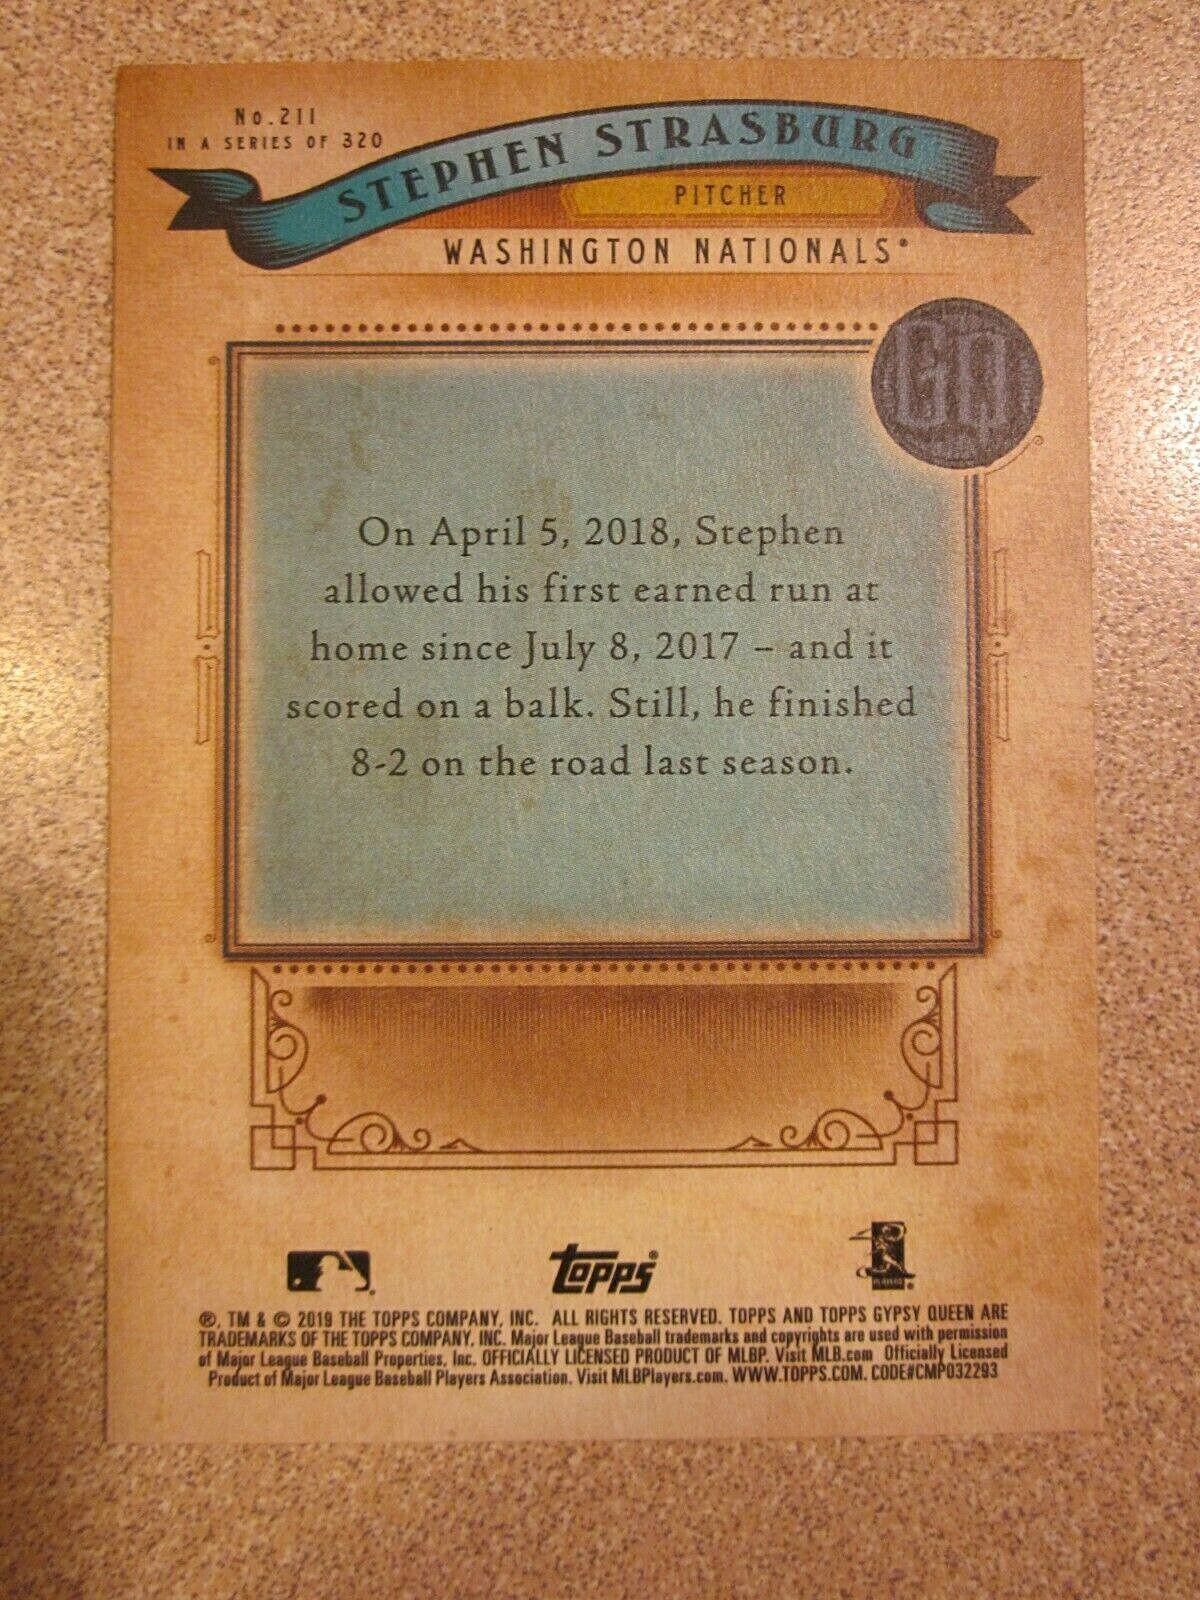 No.211
IN A SERIES OF 320
STEPHEN STRASBURG
PITCHER
WASHINGTON NATIONALS®
GQ
On April 5, 2018, Stephen
allowed his first earned run at
home since July 8, 2017 – and it
scored on a balk. Still, he finished
8-2 on the road last season.
topps®
PLAYERS
®, TM & © 2019 THE TOPPS COMPANY, INC. ALL RIGHTS RESERVED. TOPPS AND TOPPS GYPSY QUEEN ARE
TRADEMARKS OF THE TOPPS COMPANY, INC. Major League Baseball trademarks and copyrights are used with permission
of Major League Baseball Properties, Inc. OFFICIALLY LICENSED PRODUCT OF MLBP. Visit MLB.com Officially Licensed
Product of Major League Baseball Players Association. Visit MLBPlayers.com. WWW.TOPPS.COM. CODE#CMP032293